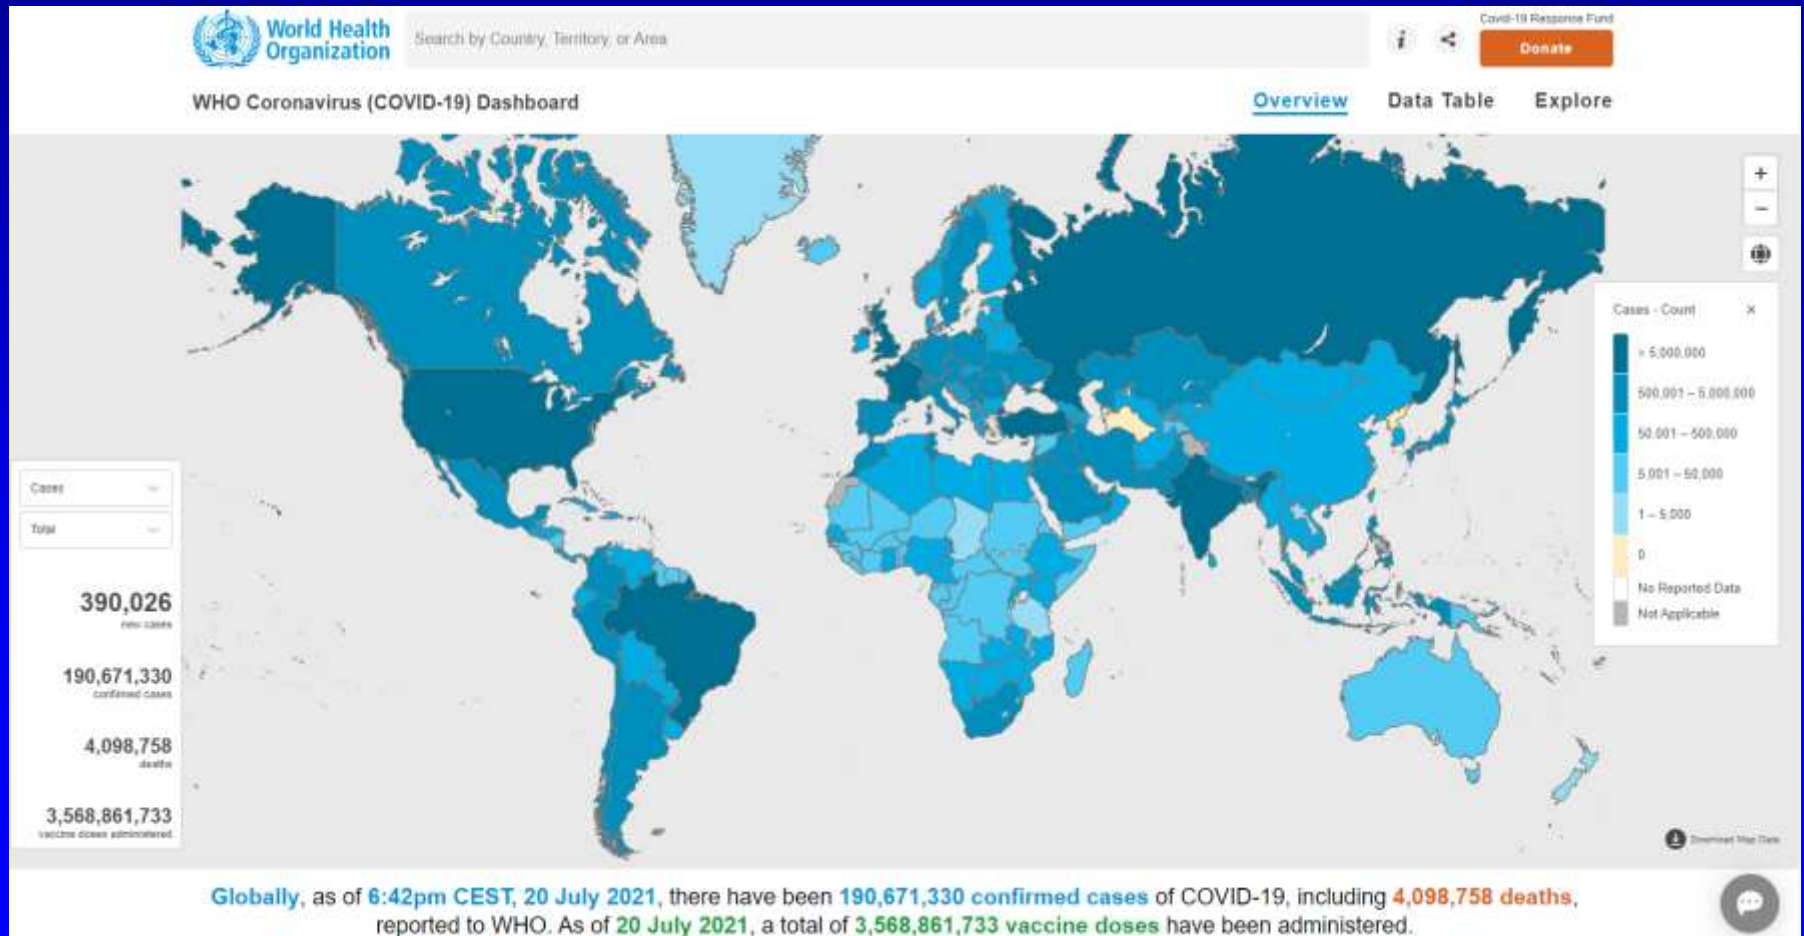 World Health
Organization
Search by Country, Territory, or Area
i
Covid-19 Response Fund
Donate
WHO Coronavirus (COVID-19) Dashboard
Overview
Data Table
Explore
+
−
Cases - Count
×
> 5,000,000
500,001 – 5,000,000
50,001 – 500,000
5,001 – 50,000
1 – 5,000
0
No Reported Data
Not Applicable
Cases
Total
390,026
new cases
190,671,330
confirmed cases
4,098,758
deaths
3,568,861,733
vaccine doses administered
Download Map Data
Globally, as of 6:42pm CEST, 20 July 2021, there have been 190,671,330 confirmed cases of COVID-19, including 4,098,758 deaths,
reported to WHO. As of 20 July 2021, a total of 3,568,861,733 vaccine doses have been administered.